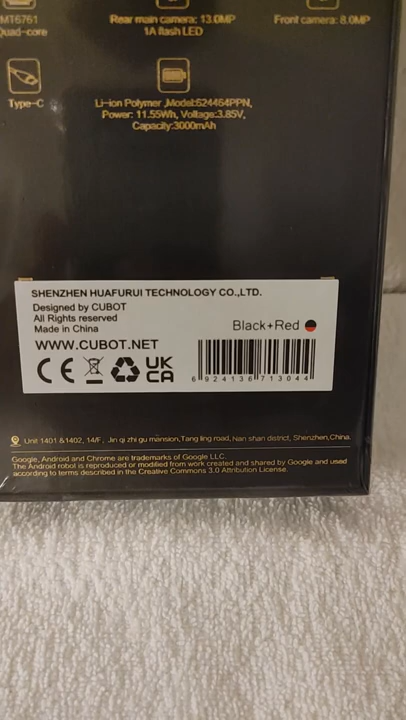 MT6761
Quad-core
Rear main camera: 13.0MP
1A flash LED
Front camera: 8.0MP
Type-C
Li-ion Polymer ,Model:524464PPN,
Power: 11.55Wh, Voltage:3.85V,
Capacity:3000mAh
SHENZHEN HUAFURUI TECHNOLOGY CO.,LTD.
Designed by CUBOT
All Rights reserved
Made in China
WWW.CUBOT.NET
Black+Red
CE
UK
CA
6 924136 713044
Unit 1401 &1402, 14/F, Jin qi zhi gu mansion,Tang ling road, Nan shan district, Shenzhen,China.
Google, Android and Chrome are trademarks of Google LLC.
The Android robot is reproduced or modified from work created and shared by Google and used
according to terms described in the Creative Commons 3.0 Attribution License.